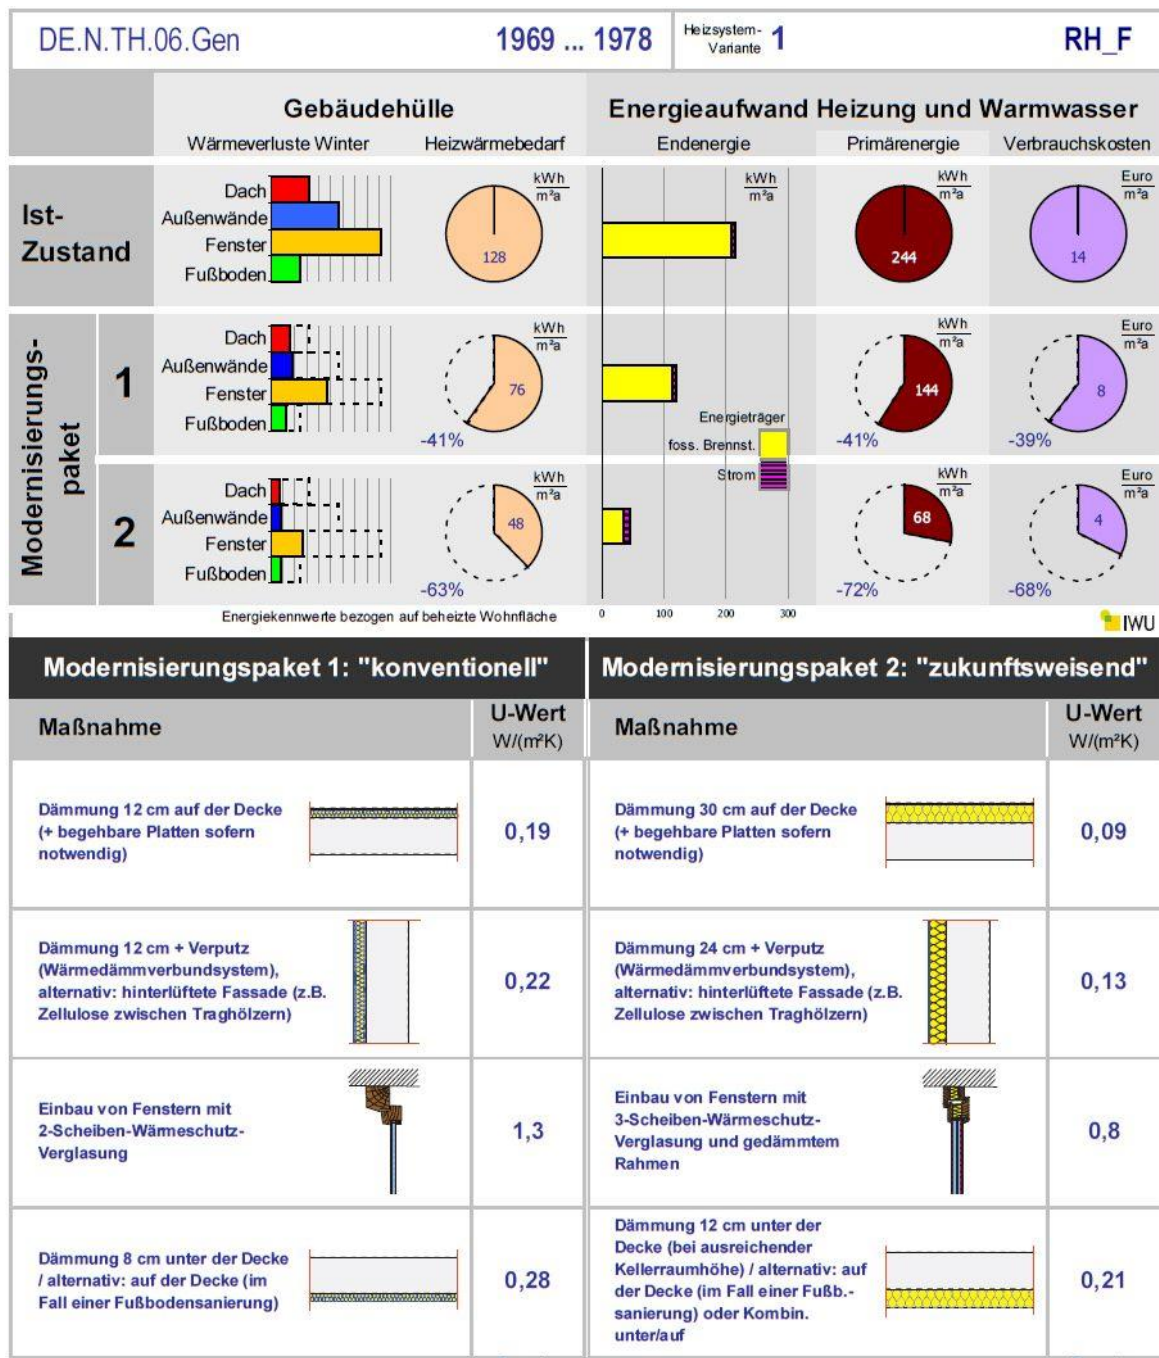 DE.N.TH.06.Gen 1969 ... 1978 Heizsystem-Variante 1 RH_F
Gebäudehülle Energieaufwand Heizung und Warmwasser
Wärmeverluste Winter Heizwärmebedarf Endenergie Primärenergie Verbrauchskosten
Ist-Zustand
Dach
Außenwände
Fenster
Fußboden
kWh
m²a
128
kWh
m²a
kWh
m²a
244
Euro
m²a
14
Modernisierungs-
paket
1
Dach
Außenwände
Fenster
Fußboden
kWh
m²a
76
-41%
Energieträger
foss. Brennst.
Strom
kWh
m²a
144
-41%
Euro
m²a
8
-39%
2
Dach
Außenwände
Fenster
Fußboden
kWh
m²a
48
-63%
kWh
m²a
68
-72%
Euro
m²a
4
-68%
Energiekennwerte bezogen auf beheizte Wohnfläche 0 100 200 300 IWU
Modernisierungspaket 1: "konventionell" Modernisierungspaket 2: "zukunftsweisend"
Maßnahme U-Wert W/(m²K) Maßnahme U-Wert W/(m²K)
Dämmung 12 cm auf der Decke
(+ begehbare Platten sofern
notwendig)
0,19
Dämmung 30 cm auf der Decke
(+ begehbare Platten sofern
notwendig)
0,09
Dämmung 12 cm + Verputz
(Wärmedämmverbundsystem),
alternativ: hinterlüftete Fassade (z.B.
Zellulose zwischen Traghölzern)
0,22
Dämmung 24 cm + Verputz
(Wärmedämmverbundsystem),
alternativ: hinterlüftete Fassade (z.B.
Zellulose zwischen Traghölzern)
0,13
Einbau von Fenstern mit
2-Scheiben-Wärmeschutz-
Verglasung
1,3
Einbau von Fenstern mit
3-Scheiben-Wärmeschutz-
Verglasung und gedämmtem
Rahmen
0,8
Dämmung 8 cm unter der Decke
/ alternativ: auf der Decke (im
Fall einer Fußbodensanierung)
0,28
Dämmung 12 cm unter der
Decke (bei ausreichender
Kellerraumhöhe) / alternativ: auf
der Decke (im Fall einer Fußb.-
sanierung) oder Kombin.
unter/auf
0,21